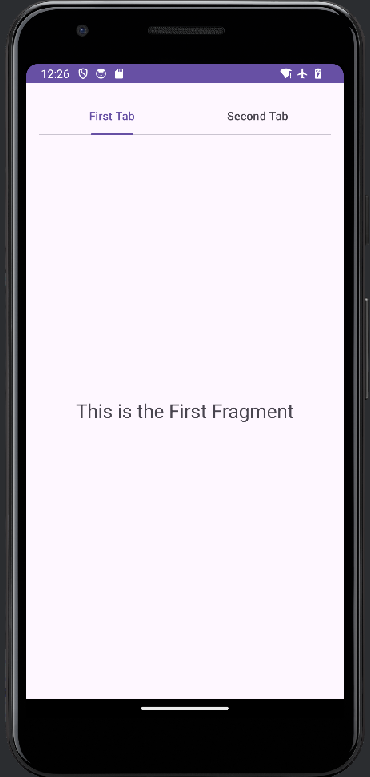 12:26
First Tab
Second Tab
This is the First Fragment